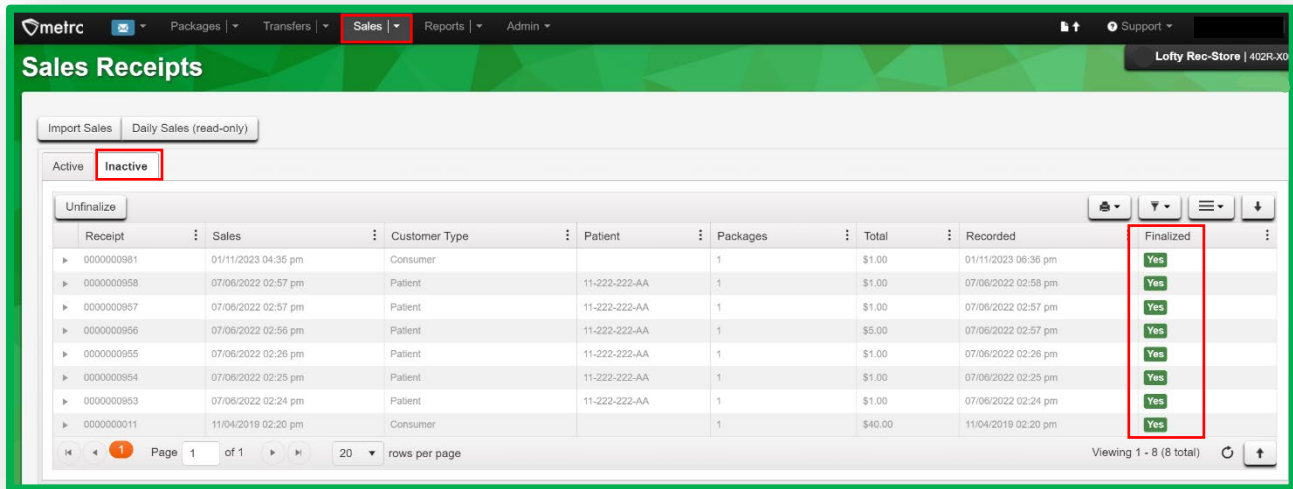 metrc Packages | Transfers | Sales | Reports | Admin Support
Sales Receipts
Lofty Rec-Store | 402R-X0
Import Sales Daily Sales (read-only)
Active Inactive
Unfinalize
Receipt Sales Customer Type Patient Packages Total Recorded Finalized
0000000981 01/11/2023 04:35 pm Consumer 1 $1.00 01/11/2023 06:36 pm Yes
0000000958 07/06/2022 02:57 pm Patient 11-222-222-AA 1 $1.00 07/06/2022 02:58 pm Yes
0000000957 07/06/2022 02:57 pm Patient 11-222-222-AA 1 $1.00 07/06/2022 02:57 pm Yes
0000000956 07/06/2022 02:56 pm Patient 11-222-222-AA 1 $5.00 07/06/2022 02:57 pm Yes
0000000955 07/06/2022 02:26 pm Patient 11-222-222-AA 1 $1.00 07/06/2022 02:26 pm Yes
0000000954 07/06/2022 02:25 pm Patient 11-222-222-AA 1 $1.00 07/06/2022 02:25 pm Yes
0000000953 07/06/2022 02:24 pm Patient 11-222-222-AA 1 $1.00 07/06/2022 02:24 pm Yes
0000000011 11/04/2019 02:20 pm Consumer 1 $40.00 11/04/2019 02:20 pm Yes
1 Page 1 of 1 20 rows per page Viewing 1 - 8 (8 total)